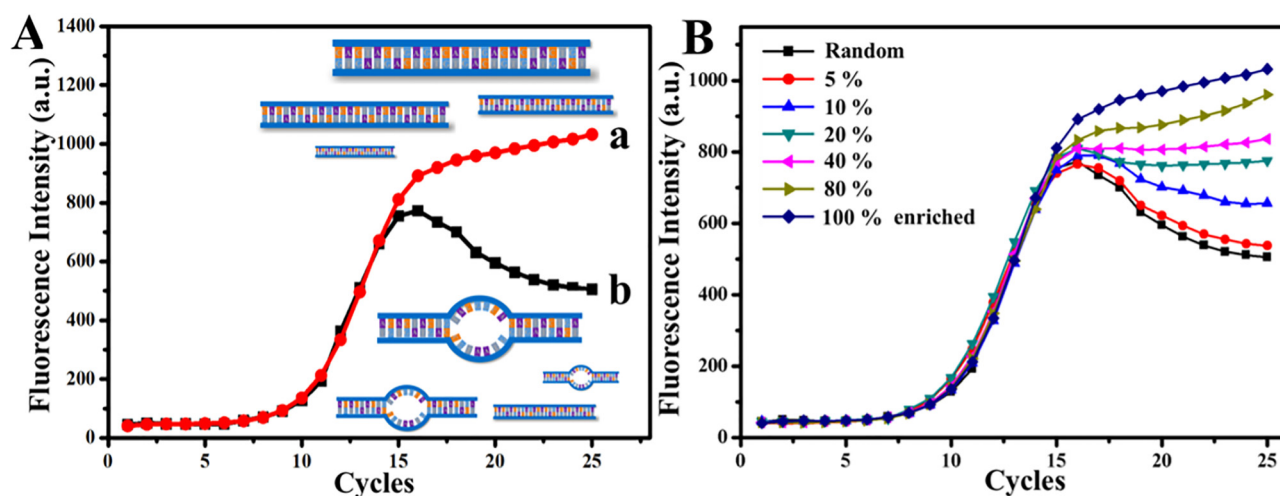 A
Fluorescence Intensity (a.u.)
1400
1200
1000
800
600
400
200
0
0 5 10 15 20 25
Cycles
a
b
B
Fluorescence Intensity (a.u.)
1000
800
600
400
200
0
0 5 10 15 20 25
Cycles
Random
5 %
10 %
20 %
40 %
80 %
100 % enriched